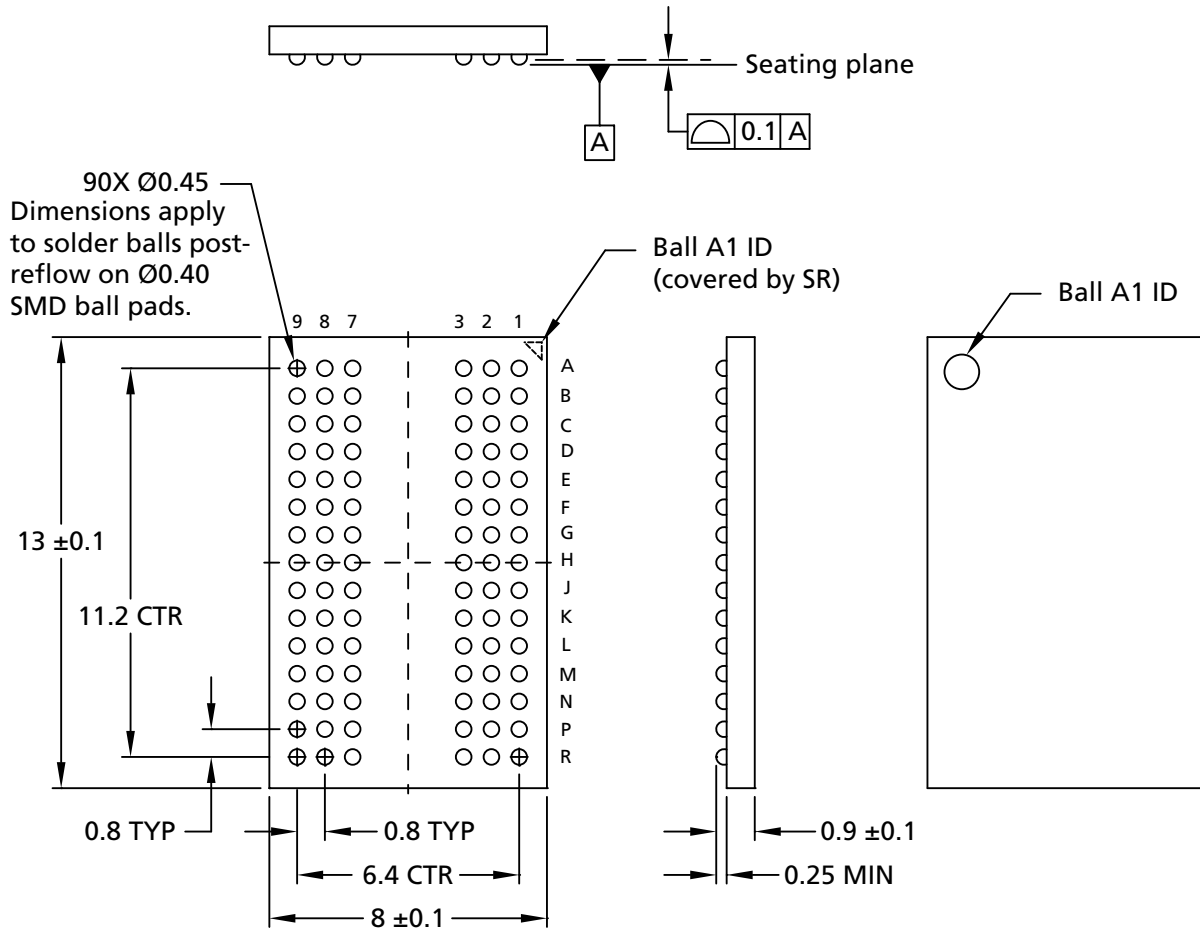 Seating plane
A
0.1 A
90X Ø0.45
Dimensions apply
to solder balls post-
reflow on Ø0.40
SMD ball pads.
Ball A1 ID
(covered by SR)
Ball A1 ID
9 8 7 3 2 1
A
B
C
D
E
F
G
H
J
K
L
M
N
P
R
13 ±0.1
11.2 CTR
0.8 TYP
0.8 TYP
6.4 CTR
8 ±0.1
0.9 ±0.1
0.25 MIN